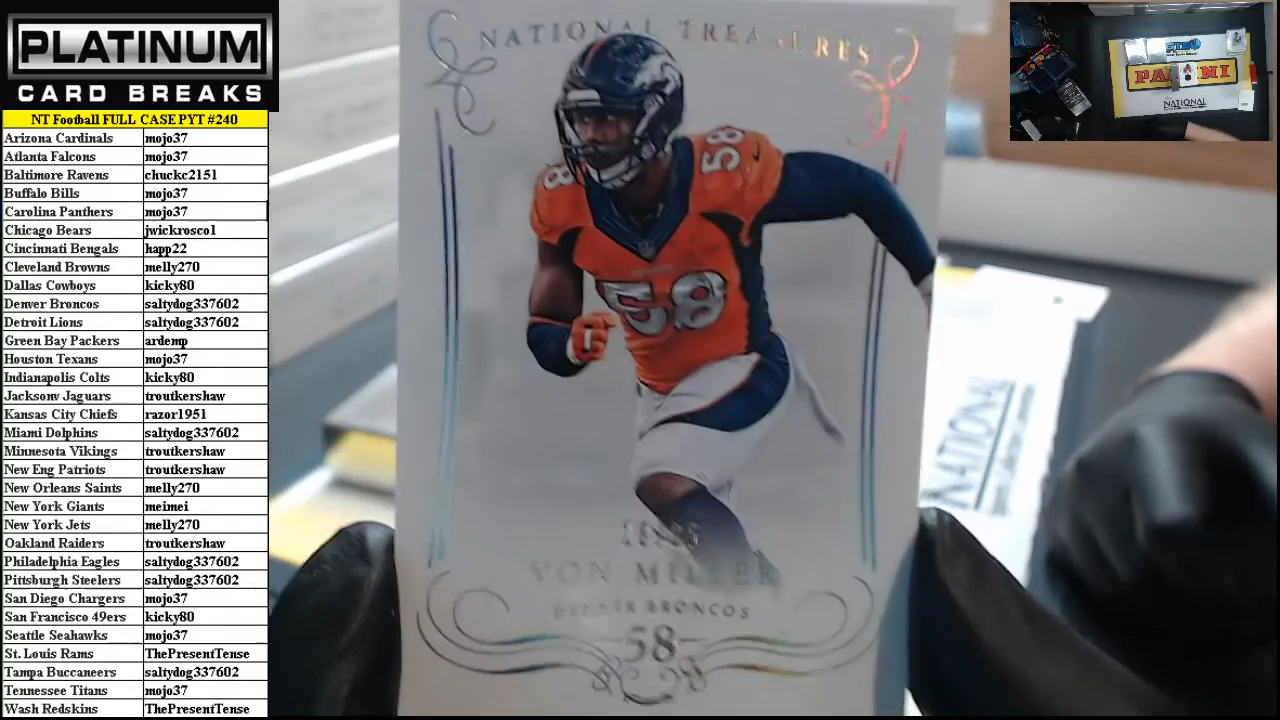 PLATINUM
CARD BREAKS
NT Football FULL CASE PYT #240
Arizona Cardinals mojo37
Atlanta Falcons mojo37
Baltimore Ravens chuckc2151
Buffalo Bills mojo37
Carolina Panthers mojo37
Chicago Bears jwickrosco1
Cincinnati Bengals happ22
Cleveland Browns melly270
Dallas Cowboys kicky80
Denver Broncos saltydog337602
Detroit Lions saltydog337602
Green Bay Packers ardemp
Houston Texans mojo37
Indianapolis Colts kicky80
Jacksonv Jaguars troutkershaw
Kansas City Chiefs razor1951
Miami Dolphins saltydog337602
Minnesota Vikings troutkershaw
New Eng Patriots troutkershaw
New Orleans Saints melly270
New York Giants meimei
New York Jets melly270
Oakland Raiders troutkershaw
Philadelphia Eagles saltydog337602
Pittsburgh Steelers saltydog337602
San Diego Chargers mojo37
San Francisco 49ers kicky80
Seattle Seahawks mojo37
St. Louis Rams ThePresentTense
Tampa Buccaneers saltydog337602
Tennessee Titans mojo37
Wash Redskins ThePresentTense
NATIONAL TREASURES
58
58
58
VON MILLER
DENVER BRONCOS
58
PANINI
NATIONAL
NATIONAL